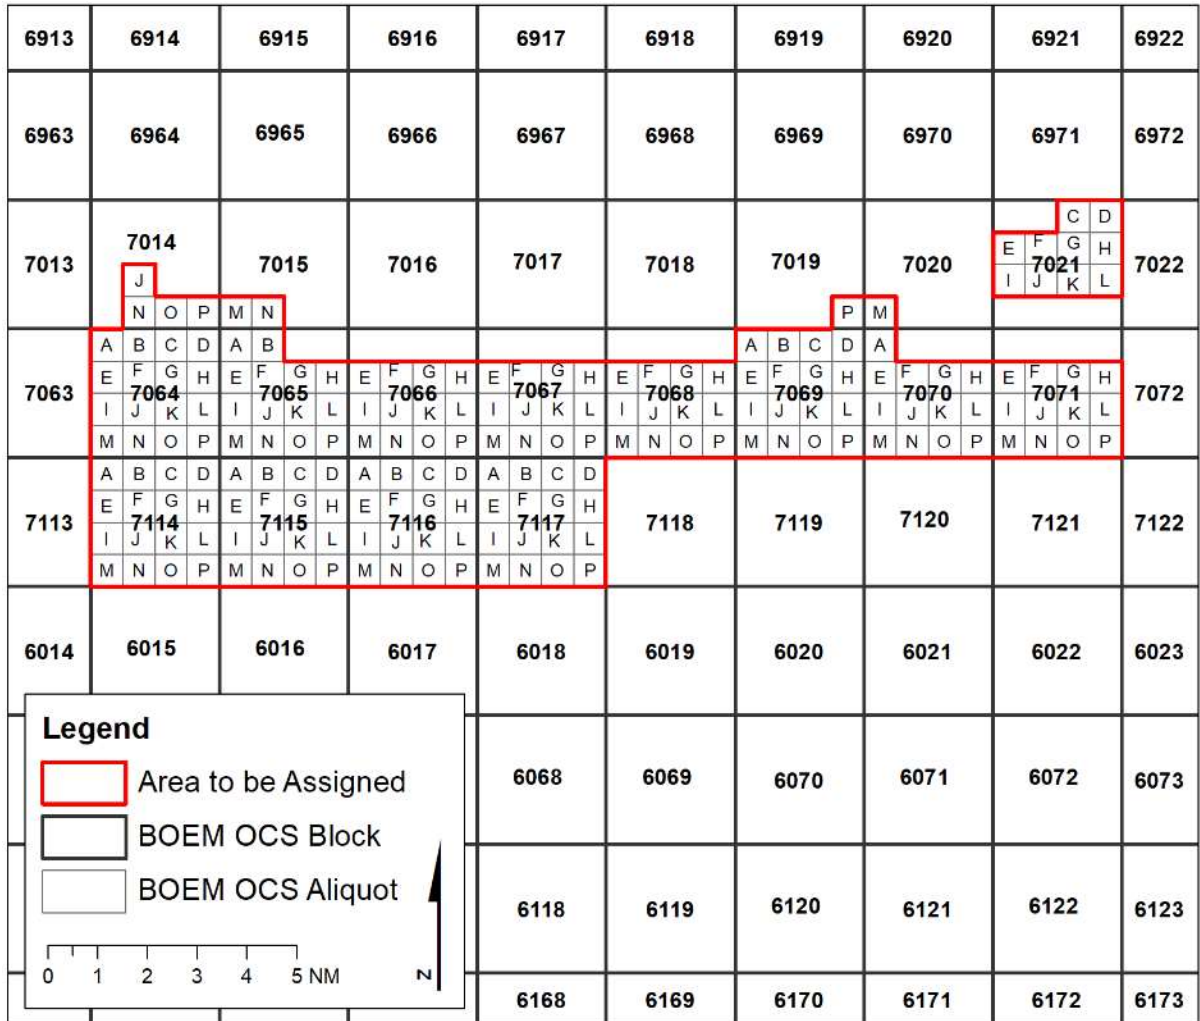 6913 6914 6915 6916 6917 6918 6919 6920 6921 6922
6963 6964 6965 6966 6967 6968 6969 6970 6971 6972
C D
7013 7014 7015 7016 7017 7018 7019 7020 E F G H 7021 7022
J I J K L
N O P M N P M
A B C D A B A B C D A
E F G H E F G H E F G H E F G H E F G H E F G H E F G H E F G H
7063 7064 7065 7066 7067 7068 7069 7070 7071 7072
I J K L I J K L I J K L I J K L I J K L I J K L I J K L I J K L
M N O P M N O P M N O P M N O P M N O P M N O P M N O P M N O P
A B C D A B C D A B C D A B C D
E F G H E F G H E F G H E F G H
7113 7114 7115 7116 7117 7118 7119 7120 7121 7122
I J K L I J K L I J K L I J K L
M N O P M N O P M N O P M N O P
6014 6015 6016 6017 6018 6019 6020 6021 6022 6023
6068 6069 6070 6071 6072 6073
6118 6119 6120 6121 6122 6123
6168 6169 6170 6171 6172 6173
Legend
Area to be Assigned
BOEM OCS Block
BOEM OCS Aliquot
0 1 2 3 4 5 NM
N